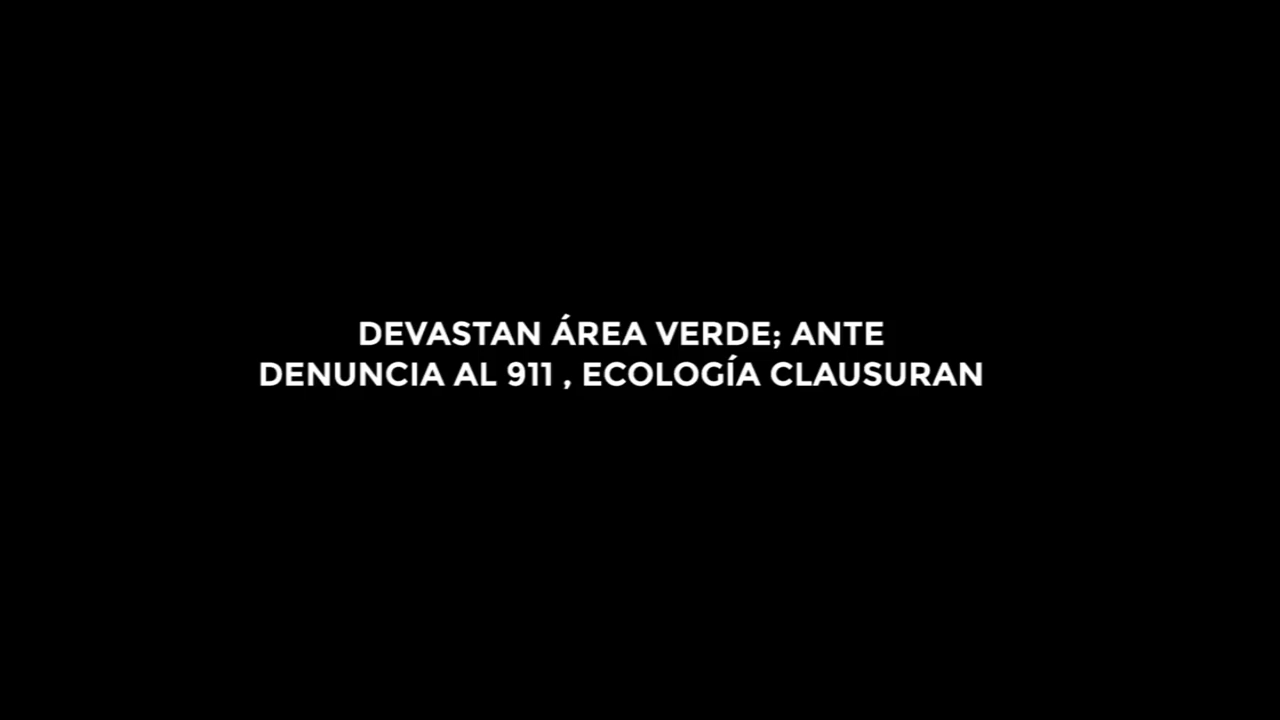 DEVASTAN ÁREA VERDE; ANTE
DENUNCIA AL 911 , ECOLOGÍA CLAUSURAN